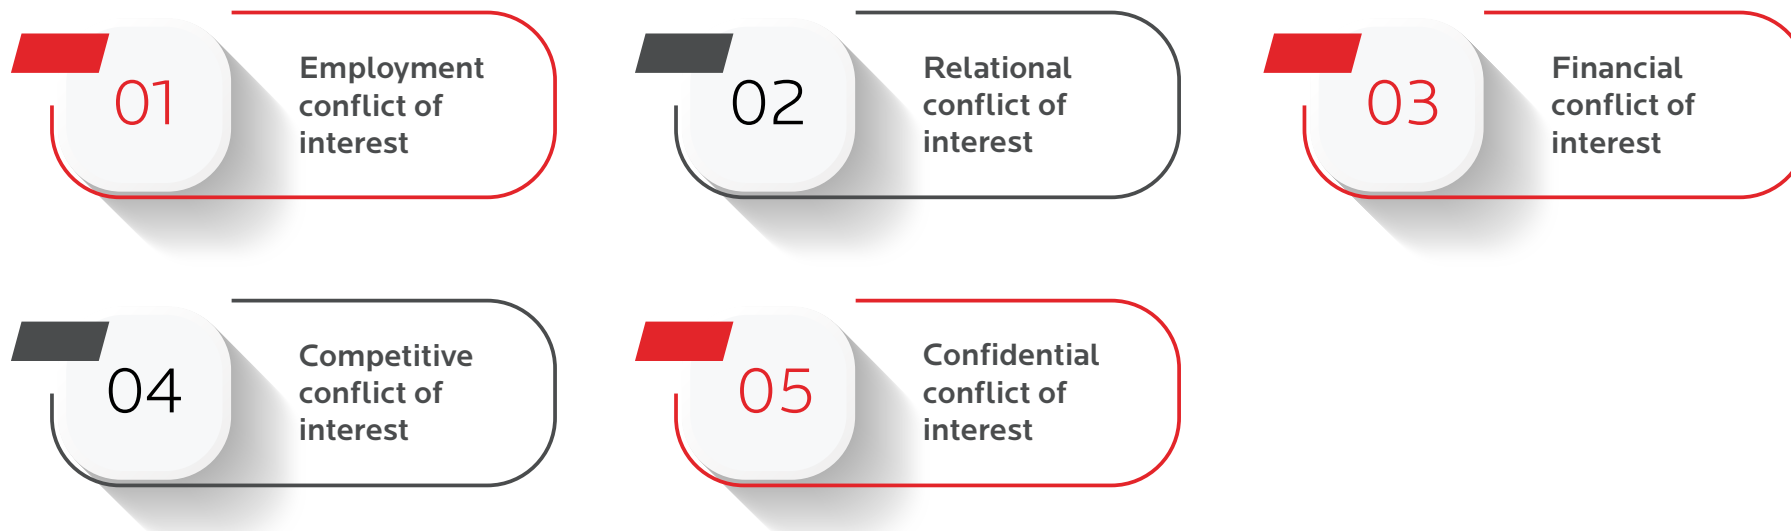 01
Employment
conflict of
interest
02
Relational
conflict of
interest
03
Financial
conflict of
interest
04
Competitive
conflict of
interest
05
Confidential
conflict of
interest